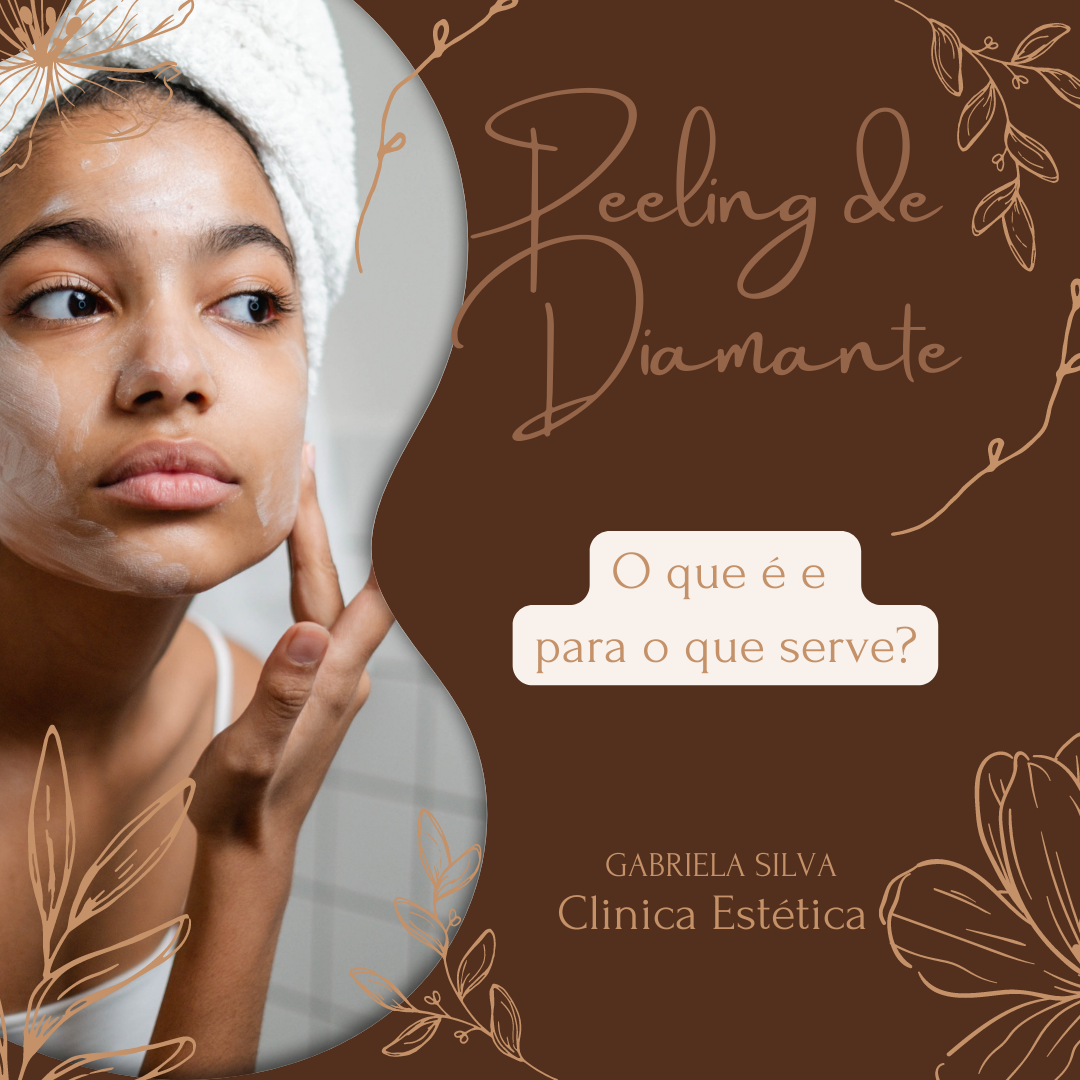 Peeling de
Diamante
O que é e
para o que serve?
GABRIELA SILVA
Clinica Estética